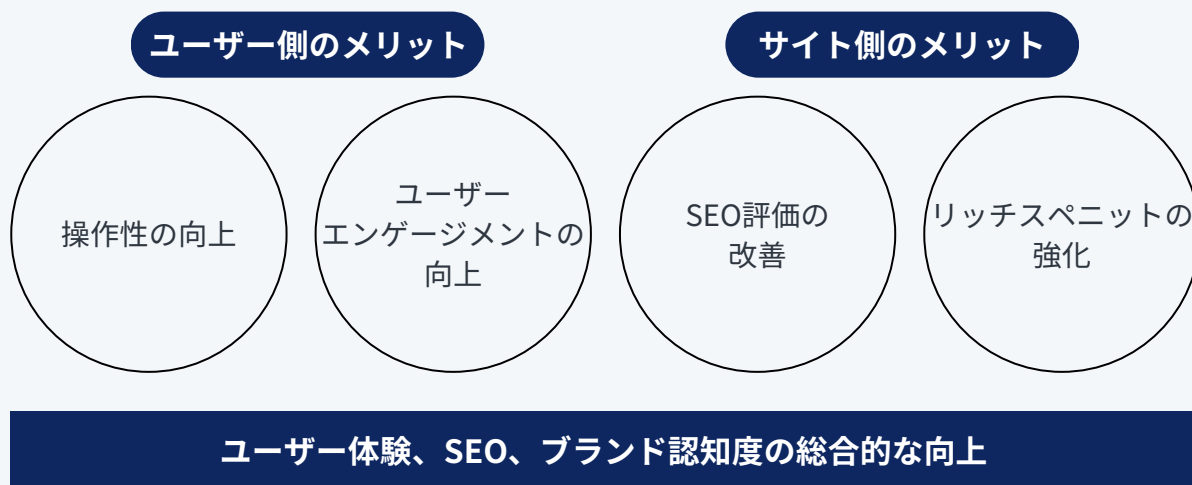 ユーザー側のメリット
サイト側のメリット
操作性の向上
ユーザー
エンゲージメントの
向上
SEO評価の
改善
リッチスペニットの
強化
ユーザー体験、SEO、ブランド認知度の総合的な向上